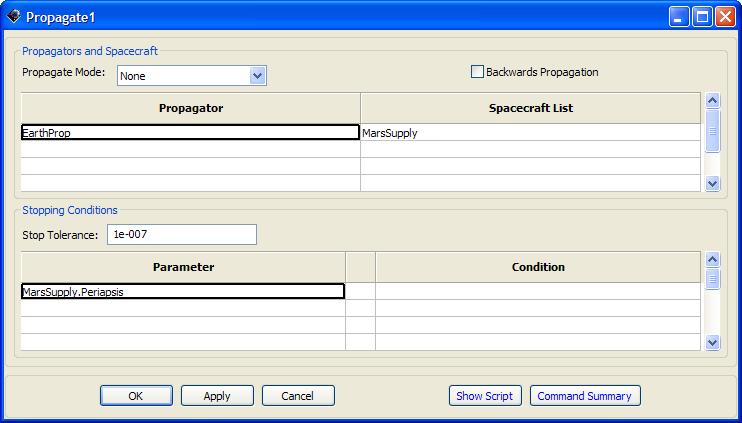 Propagate1
Propagators and Spacecraft
Propagate Mode: None Backwards Propagation
Propagator Spacecraft List
EarthProp MarsSupply
Stopping Conditions
Stop Tolerance: 1e-007
Parameter Condition
MarsSupply.Periapsis
OK Apply Cancel Show Script Command Summary